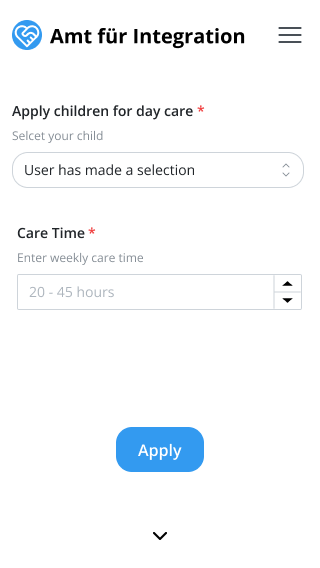 Amt für Integration
Apply children for day care *
Selcet your child
User has made a selection
Care Time *
Enter weekly care time
20 - 45 hours
Apply